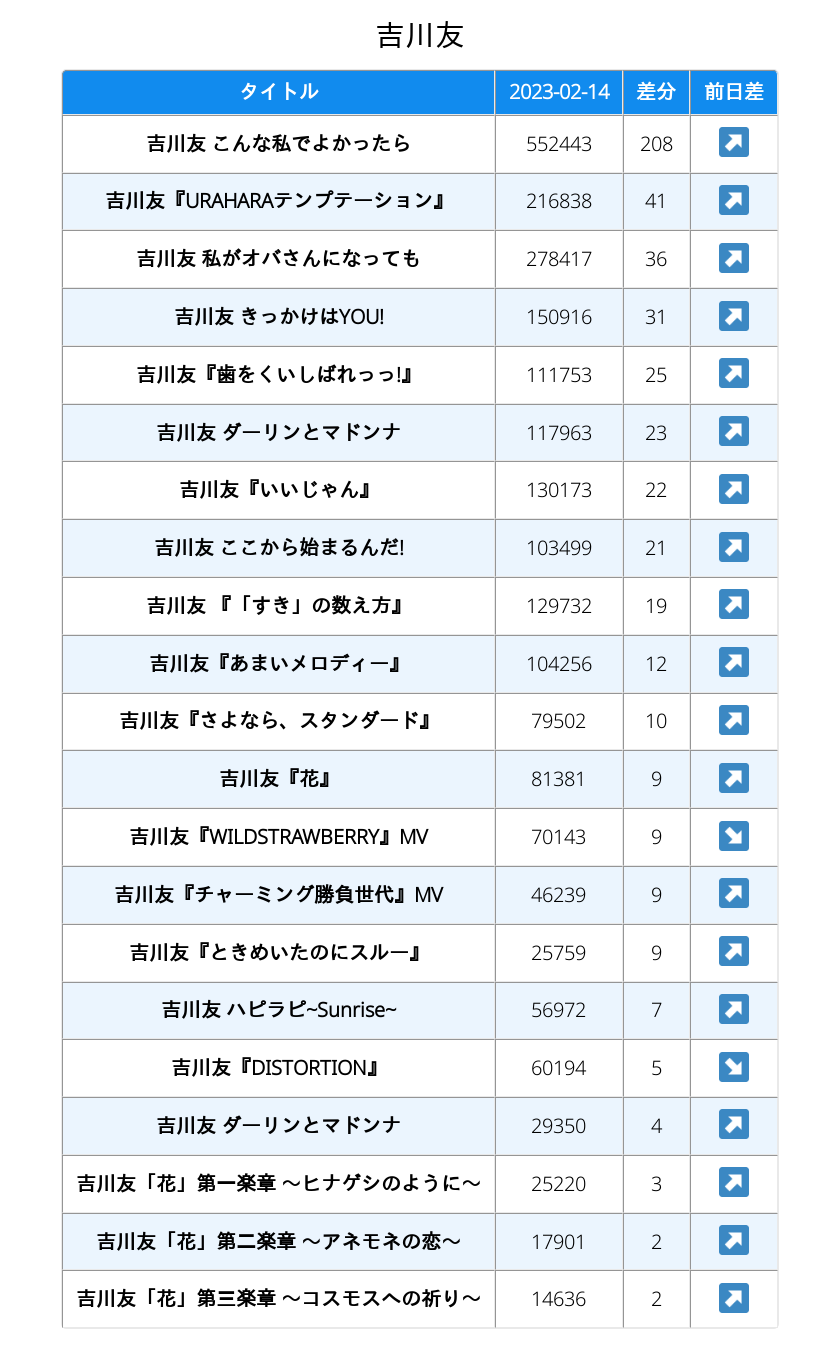 吉川友
タイトル 2023-02-14 差分 前日差
吉川友 こんな私でよかったら 552443 208 ↗
吉川友『URAHARAテンプテーション』 216838 41 ↗
吉川友 私がオバさんになっても 278417 36 ↗
吉川友 きっかけはYOU! 150916 31 ↗
吉川友『歯をくいしばれっっ!』 111753 25 ↗
吉川友 ダーリンとマドンナ 117963 23 ↗
吉川友『いいじゃん』 130173 22 ↗
吉川友 ここから始まるんだ! 103499 21 ↗
吉川友 『「すき」の数え方』 129732 19 ↗
吉川友『あまいメロディー』 104256 12 ↗
吉川友『さよなら、スタンダード』 79502 10 ↗
吉川友『花』 81381 9 ↗
吉川友『WILDSTRAWBERRY』MV 70143 9 ↘
吉川友『チャーミング勝負世代』MV 46239 9 ↗
吉川友『ときめいたのにスルー』 25759 9 ↗
吉川友 ハピラピ~Sunrise~ 56972 7 ↗
吉川友『DISTORTION』 60194 5 ↘
吉川友 ダーリンとマドンナ 29350 4 ↗
吉川友「花」第一楽章 〜ヒナゲシのように〜 25220 3 ↗
吉川友「花」第二楽章 〜アネモネの恋〜 17901 2 ↗
吉川友「花」第三楽章 〜コスモスへの祈り〜 14636 2 ↗